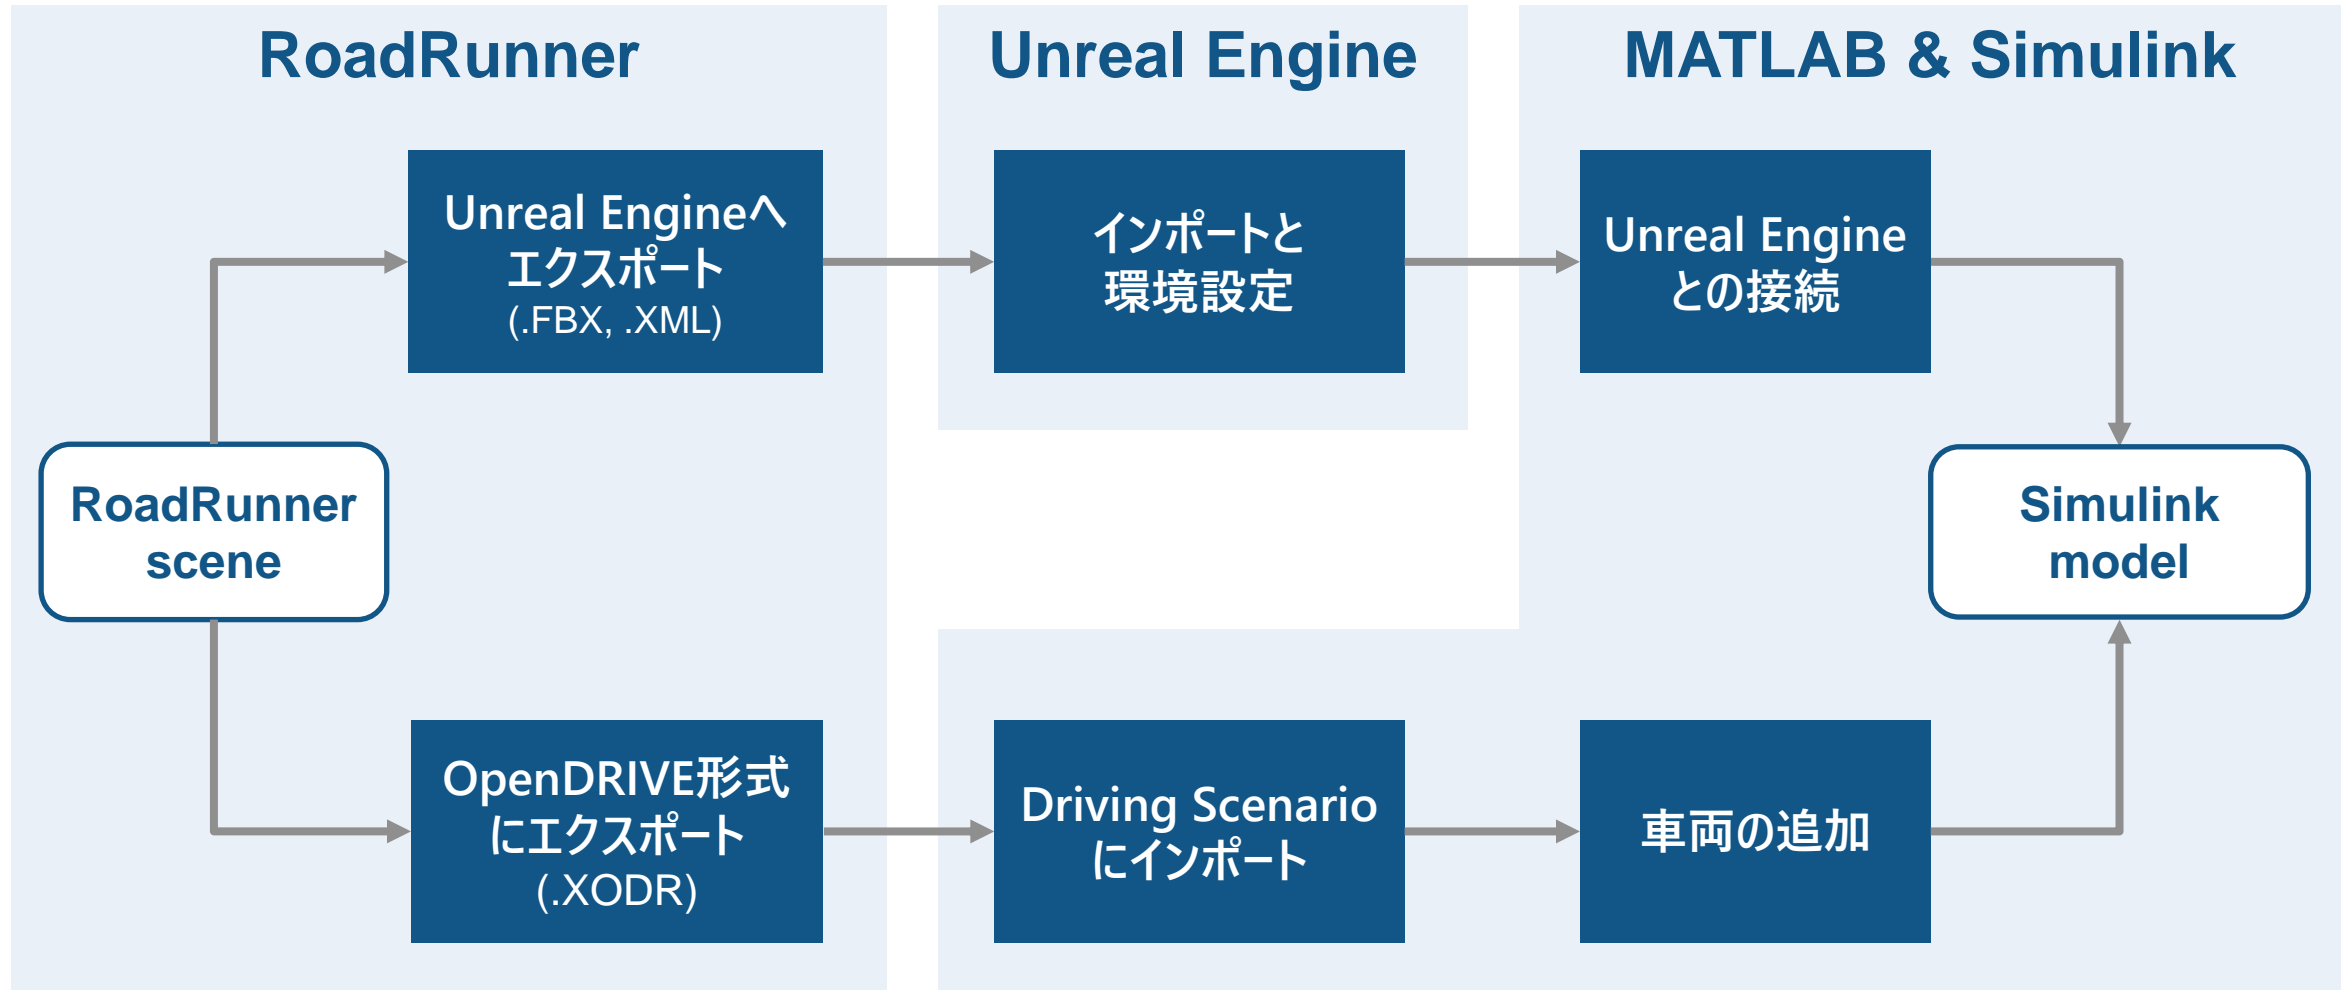 RoadRunner
Unreal Engine
MATLAB & Simulink
Unreal Engineへ
エクスポート
(.FBX, .XML)
インポートと
環境設定
Unreal Engine
との接続
RoadRunner
scene
Simulink
model
OpenDRIVE形式
にエクスポート
(.XODR)
Driving Scenario
にインポート
車両の追加